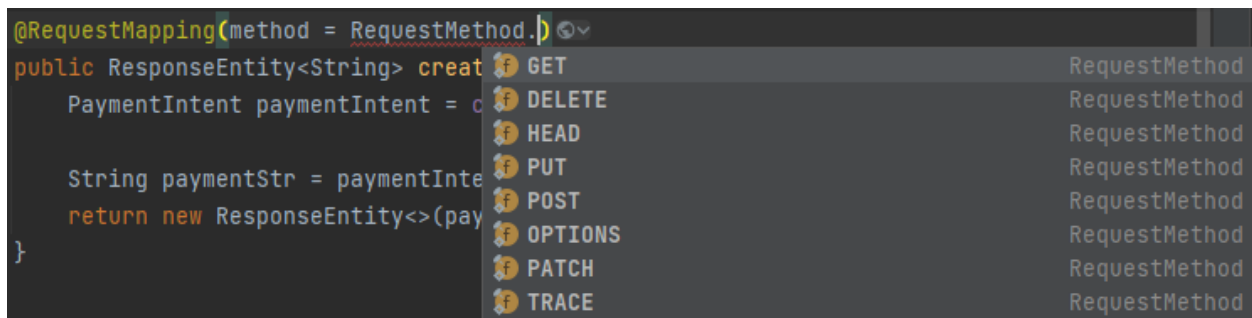 @RequestMapping(method = RequestMethod.)
public ResponseEntity<String> creat
GET RequestMethod
PaymentIntent paymentIntent = c
DELETE RequestMethod
HEAD RequestMethod
PUT RequestMethod
String paymentStr = paymentInte
POST RequestMethod
return new ResponseEntity<>(pay
OPTIONS RequestMethod
}
PATCH RequestMethod
TRACE RequestMethod